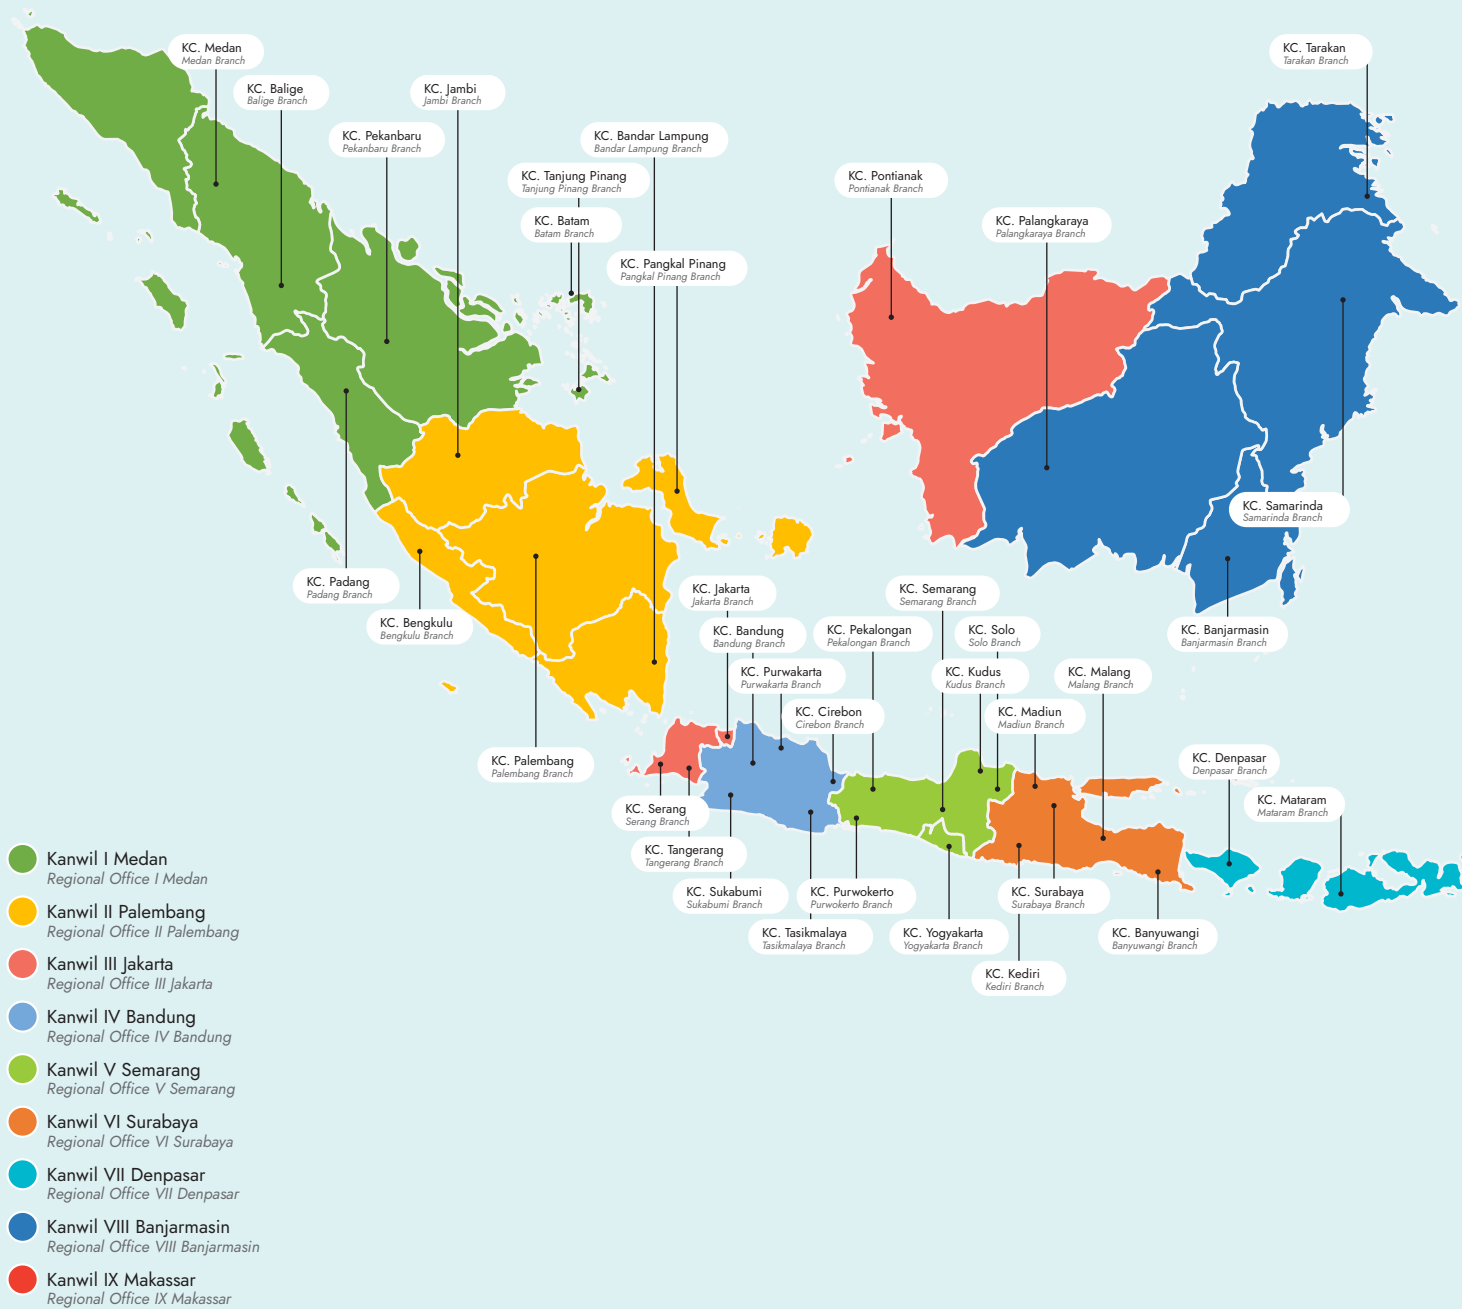 KC. Medan
Medan Branch
KC. Balige
Balige Branch
KC. Jambi
Jambi Branch
KC. Pekanbaru
Pekanbaru Branch
KC. Bandar Lampung
Bandar Lampung Branch
KC. Tanjung Pinang
Tanjung Pinang Branch
KC. Batam
Batam Branch
KC. Pangkal Pinang
Pangkal Pinang Branch
KC. Tarakan
Tarakan Branch
KC. Pontianak
Pontianak Branch
KC. Palangkaraya
Palangkaraya Branch
KC. Samarinda
Samarinda Branch
KC. Padang
Padang Branch
KC. Bengkulu
Bengkulu Branch
KC. Jakarta
Jakarta Branch
KC. Bandung
Bandung Branch
KC. Purwakarta
Purwakarta Branch
KC. Cirebon
Cirebon Branch
KC. Pekalongan
Pekalongan Branch
KC. Semarang
Semarang Branch
KC. Solo
Solo Branch
KC. Kudus
Kudus Branch
KC. Madiun
Madiun Branch
KC. Malang
Malang Branch
KC. Banjarmasin
Banjarmasin Branch
KC. Palembang
Palembang Branch
KC. Denpasar
Denpasar Branch
KC. Mataram
Mataram Branch
KC. Serang
Serang Branch
KC. Tangerang
Tangerang Branch
KC. Sukabumi
Sukabumi Branch
KC. Tasikmalaya
Tasikmalaya Branch
KC. Purwokerto
Purwokerto Branch
KC. Yogyakarta
Yogyakarta Branch
KC. Kediri
Kediri Branch
KC. Surabaya
Surabaya Branch
KC. Banyuwangi
Banyuwangi Branch
Kanwil I Medan
Regional Office I Medan
Kanwil II Palembang
Regional Office II Palembang
Kanwil III Jakarta
Regional Office III Jakarta
Kanwil IV Bandung
Regional Office IV Bandung
Kanwil V Semarang
Regional Office V Semarang
Kanwil VI Surabaya
Regional Office VI Surabaya
Kanwil VII Denpasar
Regional Office VII Denpasar
Kanwil VIII Banjarmasin
Regional Office VIII Banjarmasin
Kanwil IX Makassar
Regional Office IX Makassar